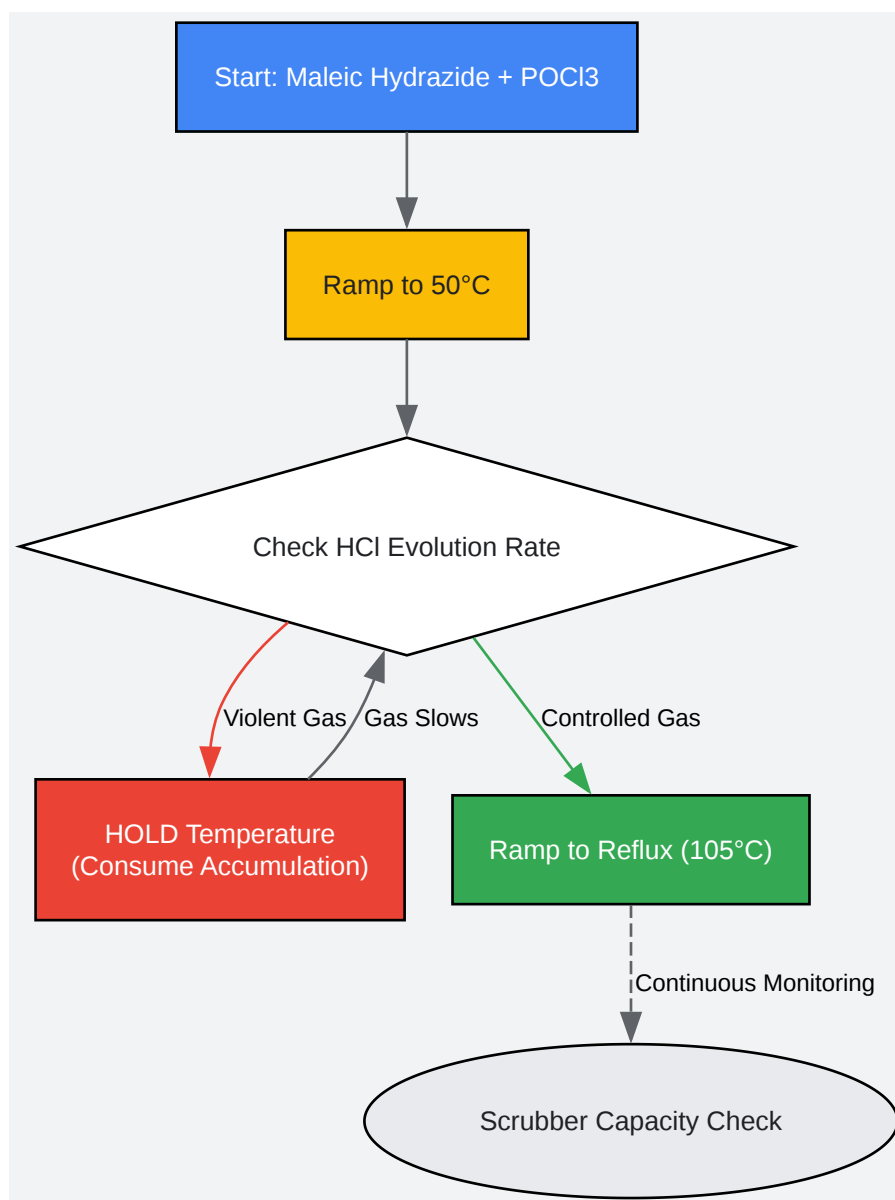 Start: Maleic Hydrazide + POCl3
Ramp to 50°C
Check HCl Evolution Rate
Violent Gas
Gas Slows
Controlled Gas
HOLD Temperature
(Consume Accumulation)
Ramp to Reflux (105°C)
Continuous Monitoring
Scrubber Capacity Check